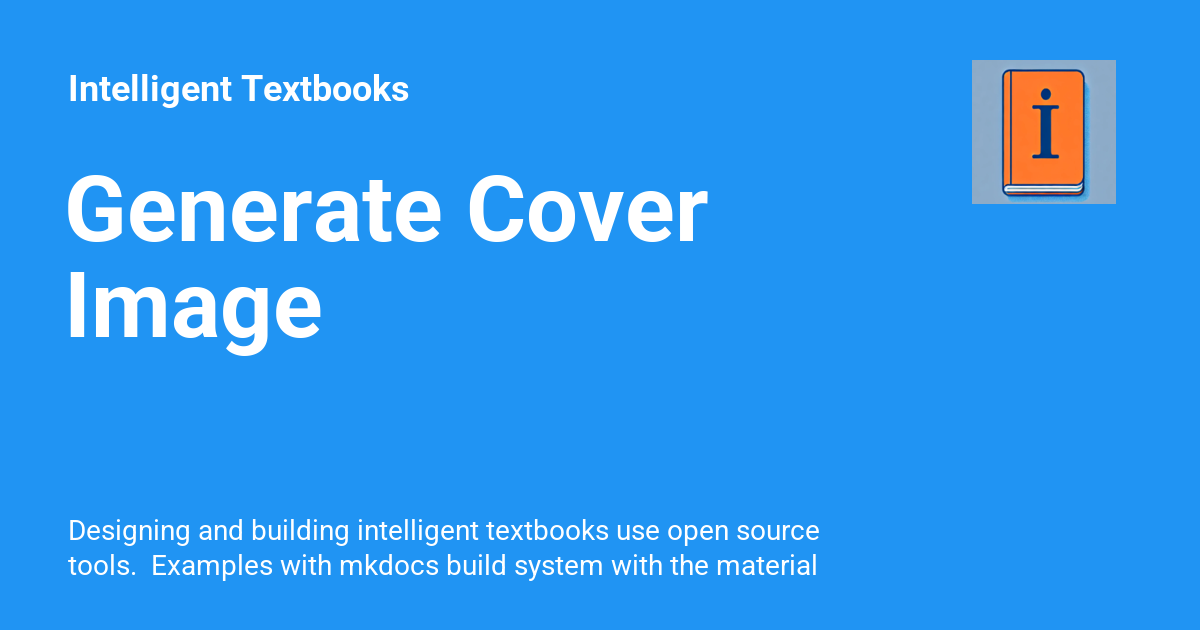 Intelligent Textbooks
i
Generate Cover
Image
Designing and building intelligent textbooks use open source
tools.  Examples with mkdocs build system with the material